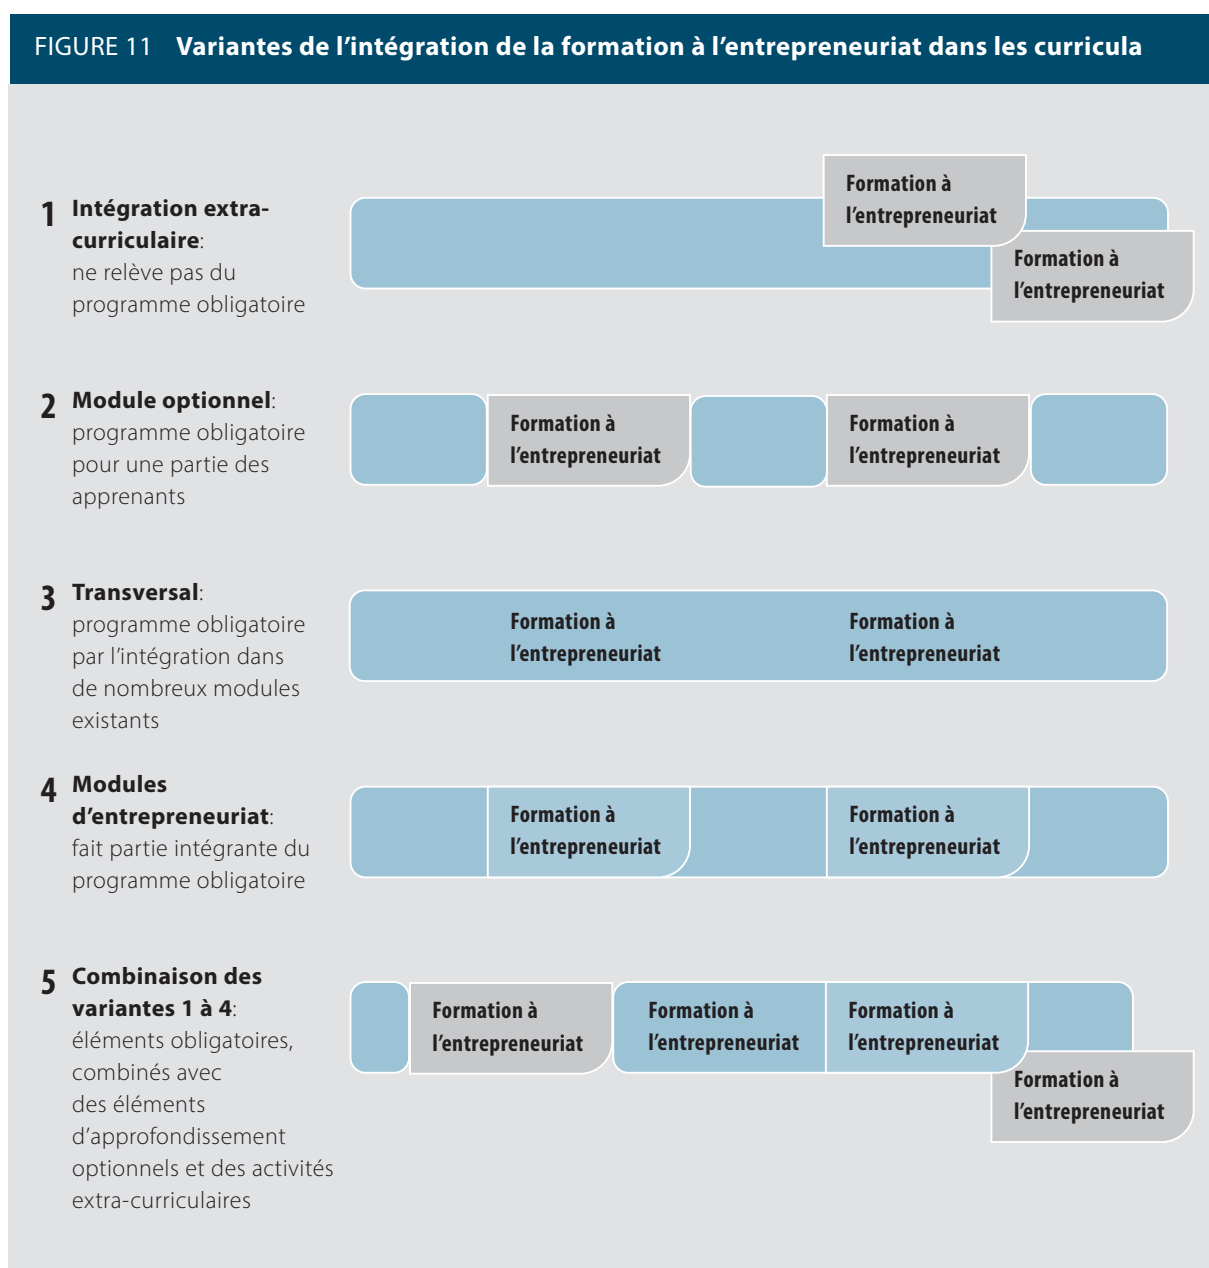 FIGURE 11 Variantes de l’intégration de la formation à l’entrepreneuriat dans les curricula
1 Intégration extra-
curriculaire:
ne relève pas du
programme obligatoire
Formation à
l’entrepreneuriat
Formation à
l’entrepreneuriat
2 Module optionnel:
programme obligatoire
pour une partie des
apprenants
Formation à
l’entrepreneuriat
Formation à
l’entrepreneuriat
3 Transversal:
programme obligatoire
par l’intégration dans
de nombreux modules
existants
Formation à
l’entrepreneuriat
Formation à
l’entrepreneuriat
4 Modules
d’entrepreneuriat:
fait partie intégrante du
programme obligatoire
Formation à
l’entrepreneuriat
Formation à
l’entrepreneuriat
5 Combinaison des
variantes 1 à 4:
éléments obligatoires,
combinés avec
des éléments
d’approfondissement
optionnels et des activités
extra-curriculaires
Formation à
l’entrepreneuriat
Formation à
l’entrepreneuriat
Formation à
l’entrepreneuriat
Formation à
l’entrepreneuriat